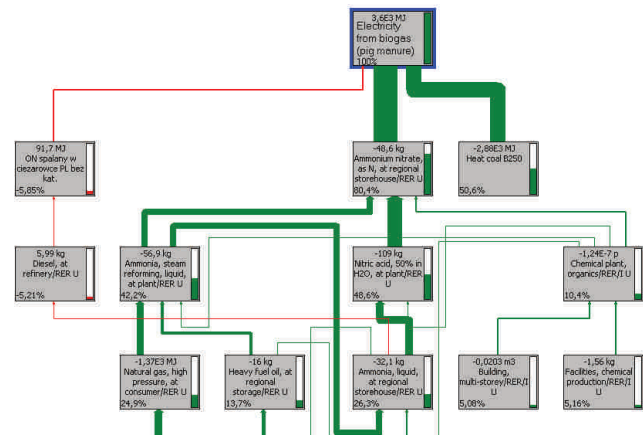 3,6E3 MJ
Electricity
from biogas
(pig manure)
100%
91,7 MJ
ON spalany w
ciezarowce PL bez
kat.
-5,85%
-48,6 kg
Ammonium nitrate,
as N, at regional
storehouse/RER U
80,4%
-2,88E3 MJ
Heat coal B250
50,6%
5,99 kg
Diesel, at
refinery/RER U
-5,21%
-56,9 kg
Ammonia, steam
reforming, liquid,
at plant/RER U
42,2%
-109 kg
Nitric acid, 50% in
H2O, at plant/RER
U
48,6%
-1,24E-7 p
Chemical plant,
organics/RER/I U
10,4%
-1,37E3 MJ
Natural gas, high
pressure, at
consumer/RER U
24,9%
-16 kg
Heavy fuel oil, at
regional
storage/RER U
13,7%
-32,1 kg
Ammonia, liquid,
at regional
storehouse/RER U
26,3%
-0,0203 m3
Building,
multi-storey/RER/I
U
5,08%
-1,56 kg
Facilities, chemical
production/RER/I
U
5,16%